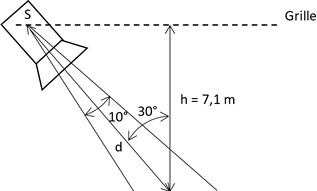 S
Grille
h = 7,1 m
10°
30°
d